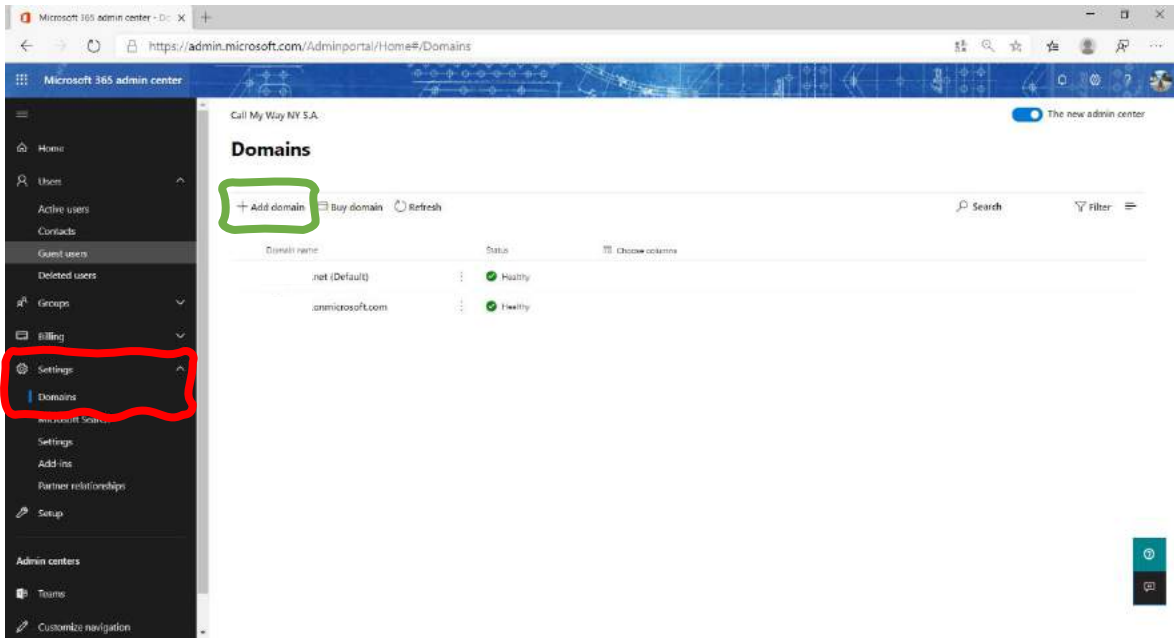 Microsoft 365 admin center - Do
https://admin.microsoft.com/Adminportal/Home#/Domains
Microsoft 365 admin center
?
Call My Way NY S.A.
The new admin center
Home
Domains
Users
Active users
+ Add domain Buy domain Refresh Search Filter
Contacts
Guest users
Domain name Status Choose columns
Deleted users
.net (Default) Healthy
Groups
.onmicrosoft.com Healthy
Billing
Settings
Domains
Microsoft Search
Settings
Add-ins
Partner relationships
Setup
Admin centers
Teams
Customize navigation